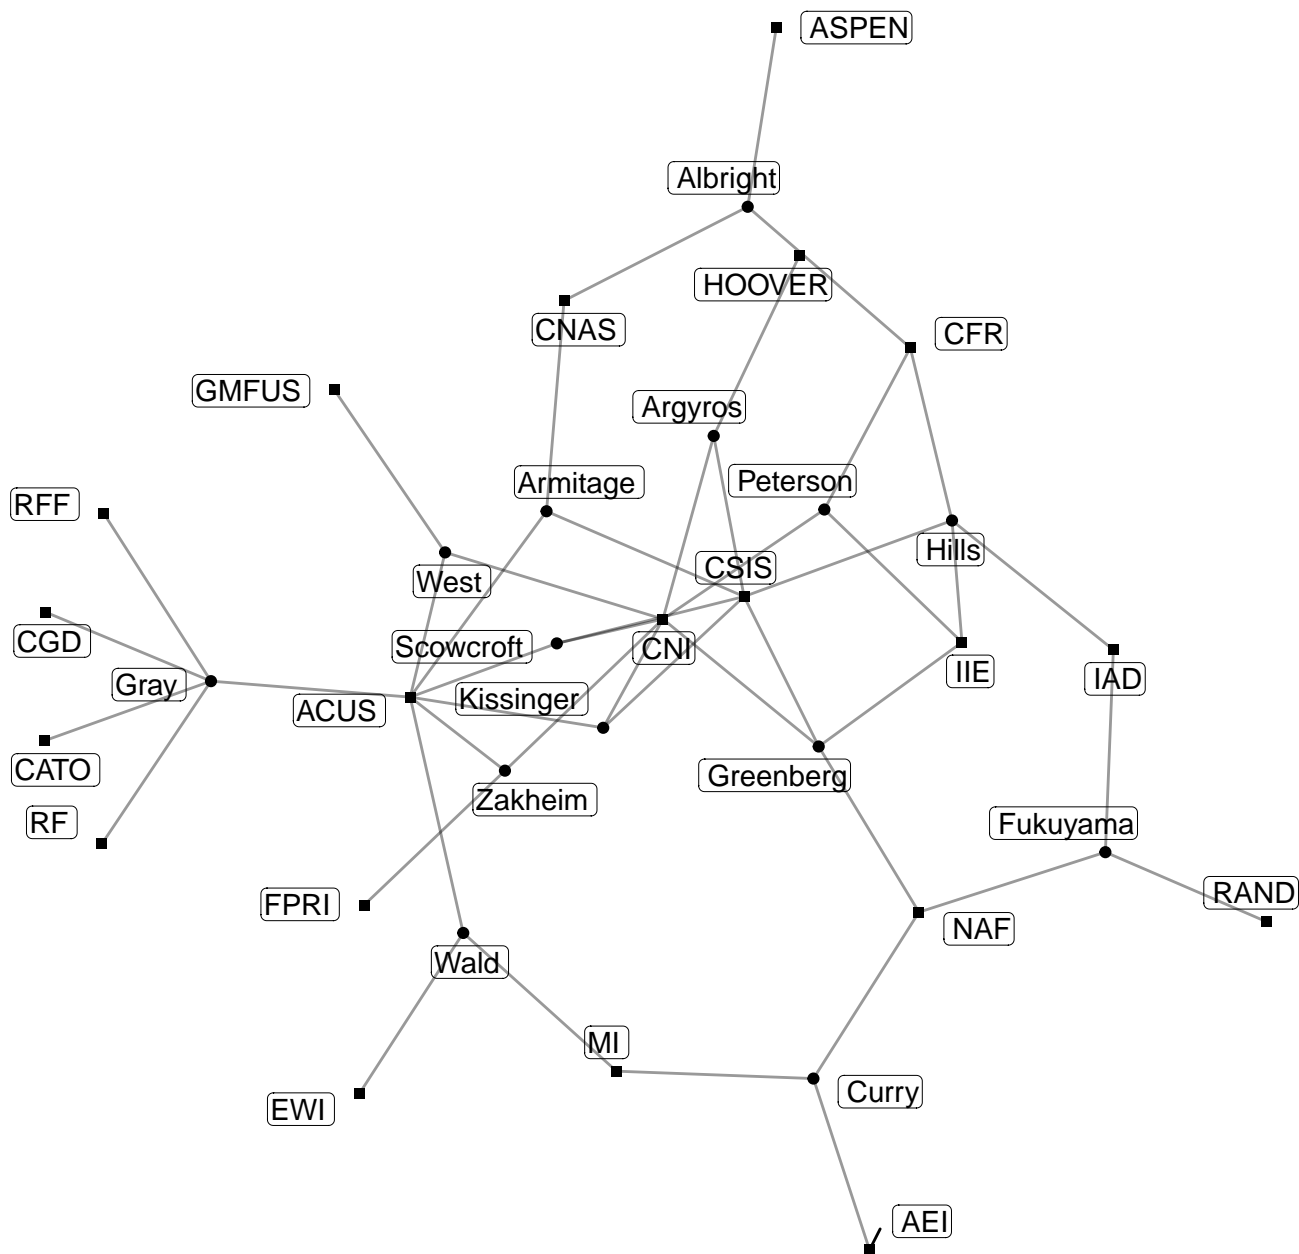 ASPEN
Albright
HOOVER
CNAS
CFR
GMFUS
Argyros
Armitage
Peterson
RFF
Hills
CSIS
West
CGD
Scowcroft
CNI
IIE
IAD
Gray
Kissinger
ACUS
CATO
Greenberg
Zakheim
RF
Fukuyama
RAND
FPRI
NAF
Wald
MI
Curry
EWI
AEI